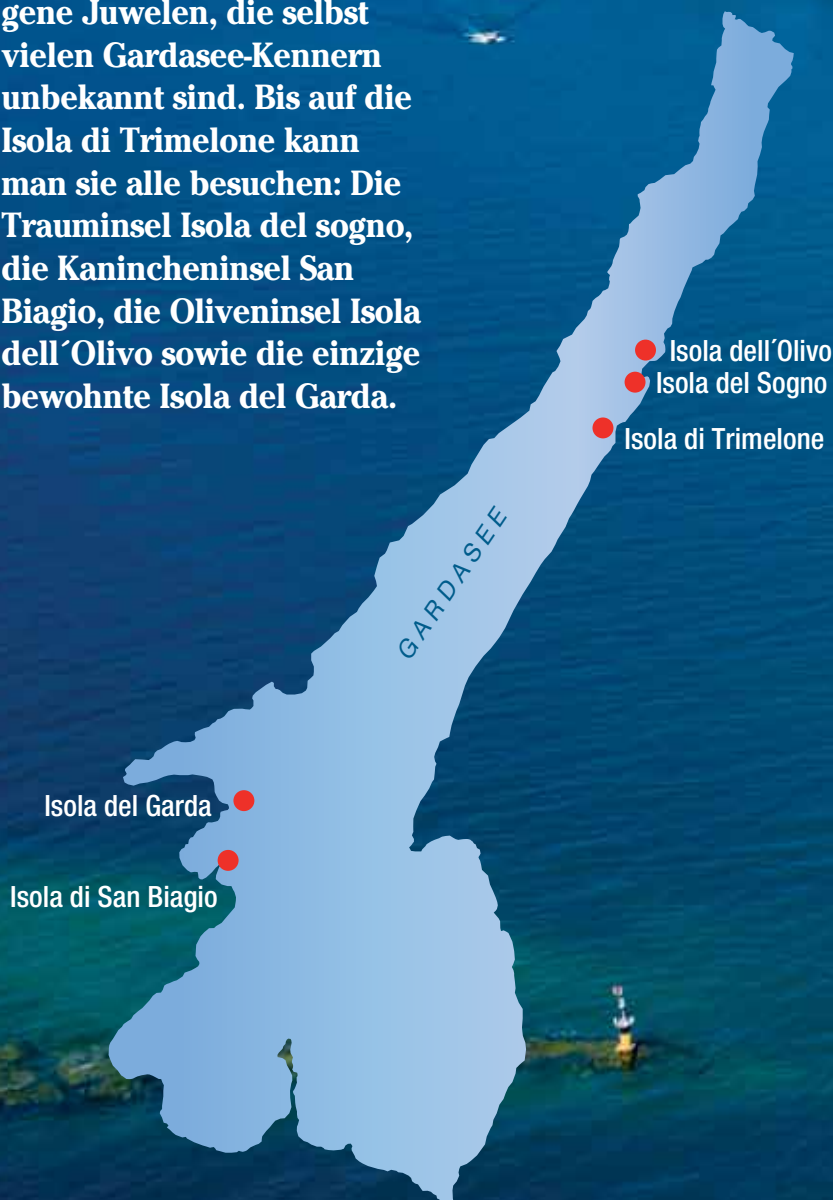 gene Juwelen, die selbst
vielen Gardasee-Kennern
unbekannt sind. Bis auf die
Isola di Trimelone kann
man sie alle besuchen: Die
Trauminsel Isola del sogno,
die Kanincheninsel San
Biagio, die Oliveninsel Isola
dell´Olivo sowie die einzige
bewohnte Isola del Garda.
Isola dell´Olivo
Isola del Sogno
Isola di Trimelone
GARDASEE
Isola del Garda
Isola di San Biagio